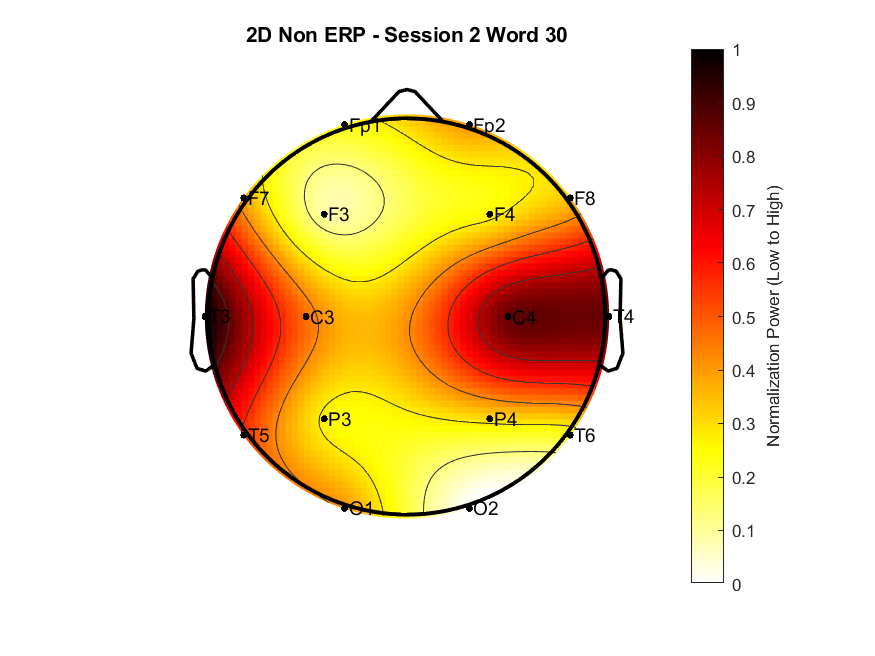 2D Non ERP - Session 2 Word 30
Fp1 Fp2
F7 F8
F3 F4
T3 C3 C4 T4
P3 P4
T5 T6
O1 O2
1
0.9
0.8
0.7
0.6
0.5
0.4
0.3
0.2
0.1
0
Normalization Power (Low to High)